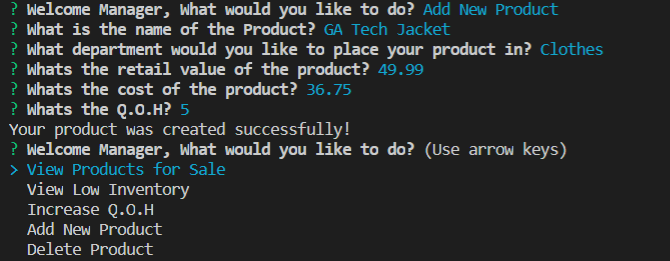 ? Welcome Manager, What would you like to do? Add New Product
? What is the name of the Product? GA Tech Jacket
? What department would you like to place your product in? Clothes
? Whats the retail value of the product? 49.99
? Whats the cost of the product? 36.75
? Whats the Q.O.H? 5
Your product was created successfully!
? Welcome Manager, What would you like to do? (Use arrow keys)
> View Products for Sale
View Low Inventory
Increase Q.O.H
Add New Product
Delete Product